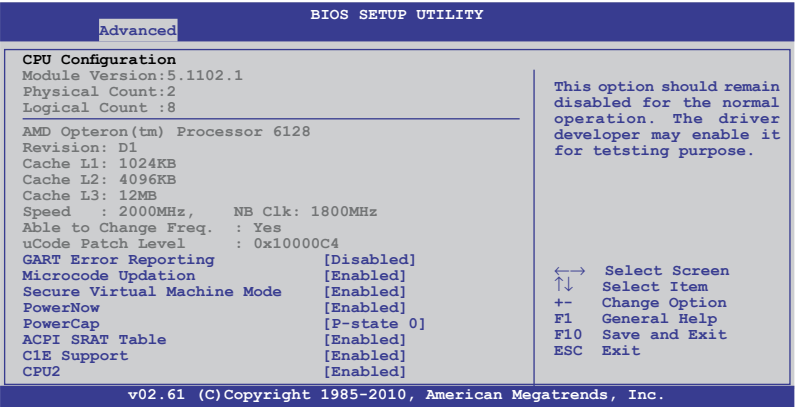 BIOS SETUP UTILITY
Advanced
CPU Configuration
Module Version:5.1102.1
Physical Count:2
Logical Count :8
AMD Opteron(tm) Processor 6128
Revision: D1
Cache L1: 1024KB
Cache L2: 4096KB
Cache L3: 12MB
Speed : 2000MHz, NB Clk: 1800MHz
Able to Change Freq. : Yes
uCode Patch Level : 0x10000C4
GART Error Reporting [Disabled]
Microcode Updation [Enabled]
Secure Virtual Machine Mode [Enabled]
PowerNow [Enabled]
PowerCap [P-state 0]
ACPI SRAT Table [Enabled]
C1E Support [Enabled]
CPU2 [Enabled]
This option should remain
disabled for the normal
operation. The driver
developer may enable it
for tetsting purpose.
←→ Select Screen
↑↓ Select Item
+- Change Option
F1 General Help
F10 Save and Exit
ESC Exit
v02.61 (C)Copyright 1985-2010, American Megatrends, Inc.